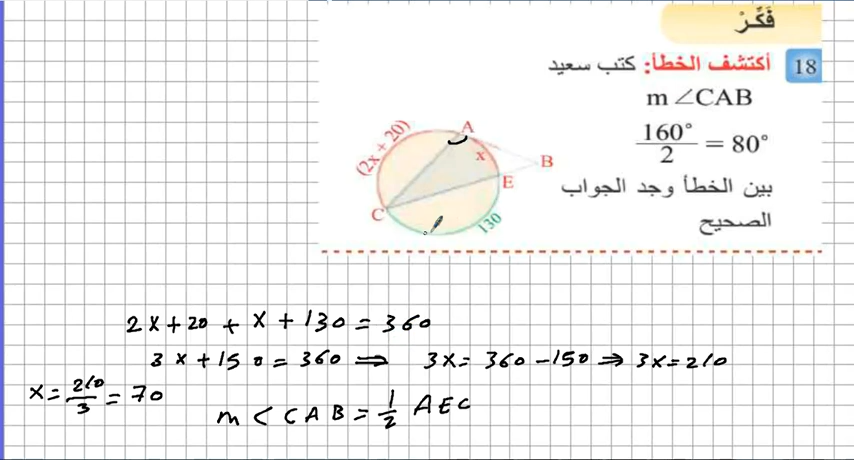 فَكِّرْ
18 أكتشف الخطأ: كتب سعيد
m ∠CAB
160°/2 = 80°
بين الخطأ وجد الجواب
الصحيح
(2x + 20)
A
x
B
E
C
130
2x + 20 + x + 130 = 360
3x + 150 = 360 ⇒ 3x = 360 - 150 ⇒ 3x = 210
x = 210/3 = 70
m < CAB = 1/2 AEC